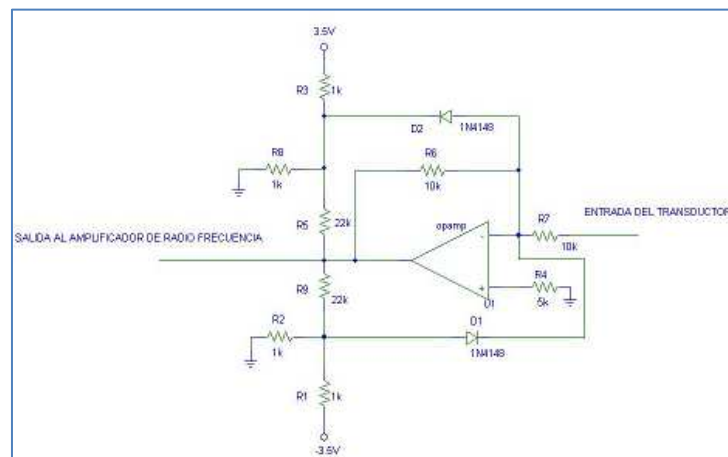 3.5V
R3
1k
D2
1N4148
R8
1k
R6
10k
ENTRADA DEL TRANSDUCTOR
R5
22k
opamp
R7
10k
SALIDA AL AMPLIFICADOR DE RADIO FRECUENCIA
-
+
U1
R4
5k
R9
22k
R2
1k
D1
1N4148
R1
1k
-3.5V